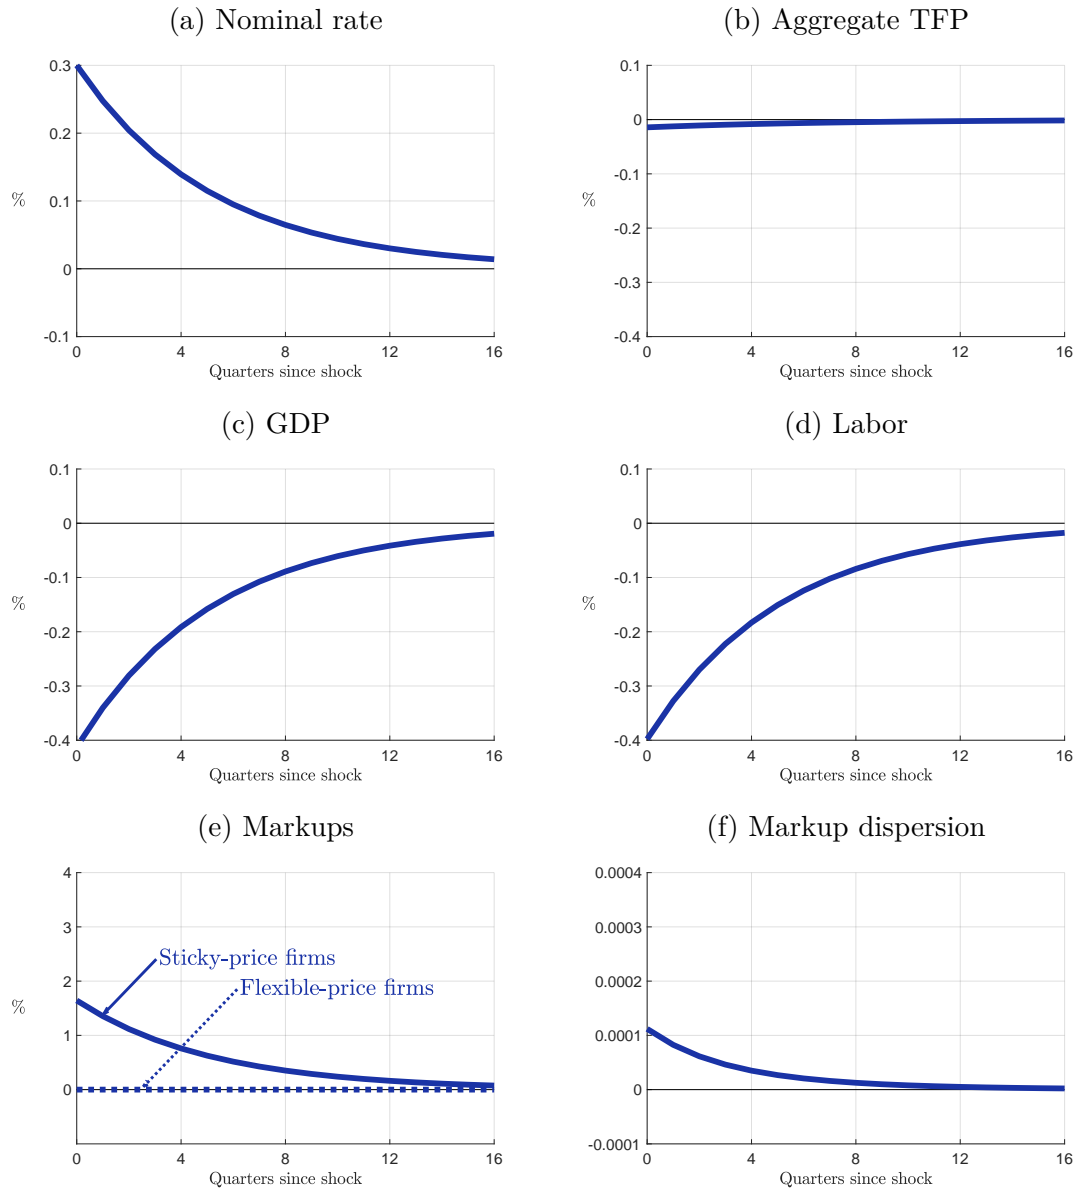 (a) Nominal rate
0.3
0.2
0.1
0
-0.1
%
0 4 8 12 16
Quarters since shock
(b) Aggregate TFP
0.1
0
-0.1
-0.2
-0.3
-0.4
%
0 4 8 12 16
Quarters since shock
(c) GDP
0.1
0
-0.1
-0.2
-0.3
-0.4
%
0 4 8 12 16
Quarters since shock
(d) Labor
0.1
0
-0.1
-0.2
-0.3
-0.4
%
0 4 8 12 16
Quarters since shock
(e) Markups
4
3
2
1
0
%
Sticky-price firms
Flexible-price firms
0 4 8 12 16
Quarters since shock
(f) Markup dispersion
0.0004
0.0003
0.0002
0.0001
0
-0.0001
0 4 8 12 16
Quarters since shock